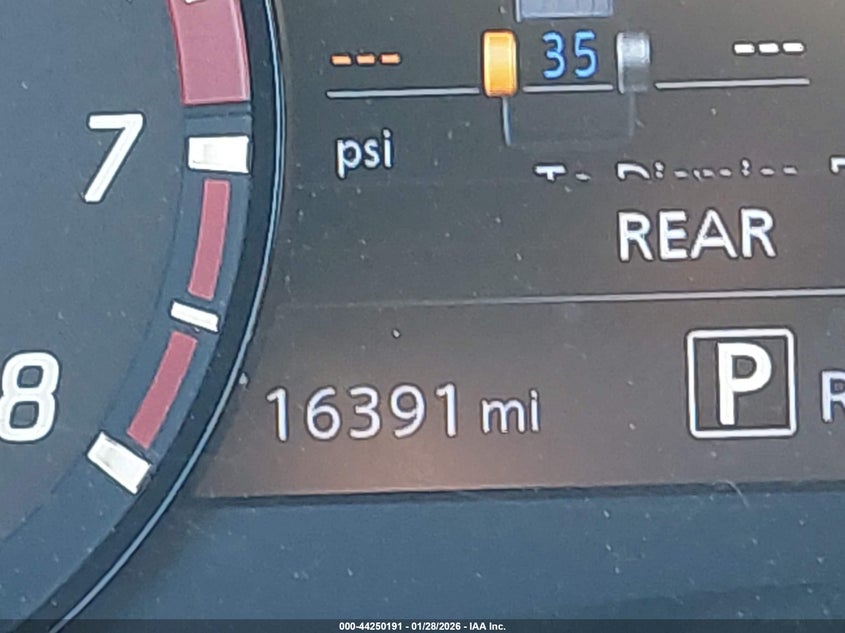 --- 35 ---
7
psi
REAR
8
16391 mi P R
000-44250191 - 01/28/2026 - IAA Inc.